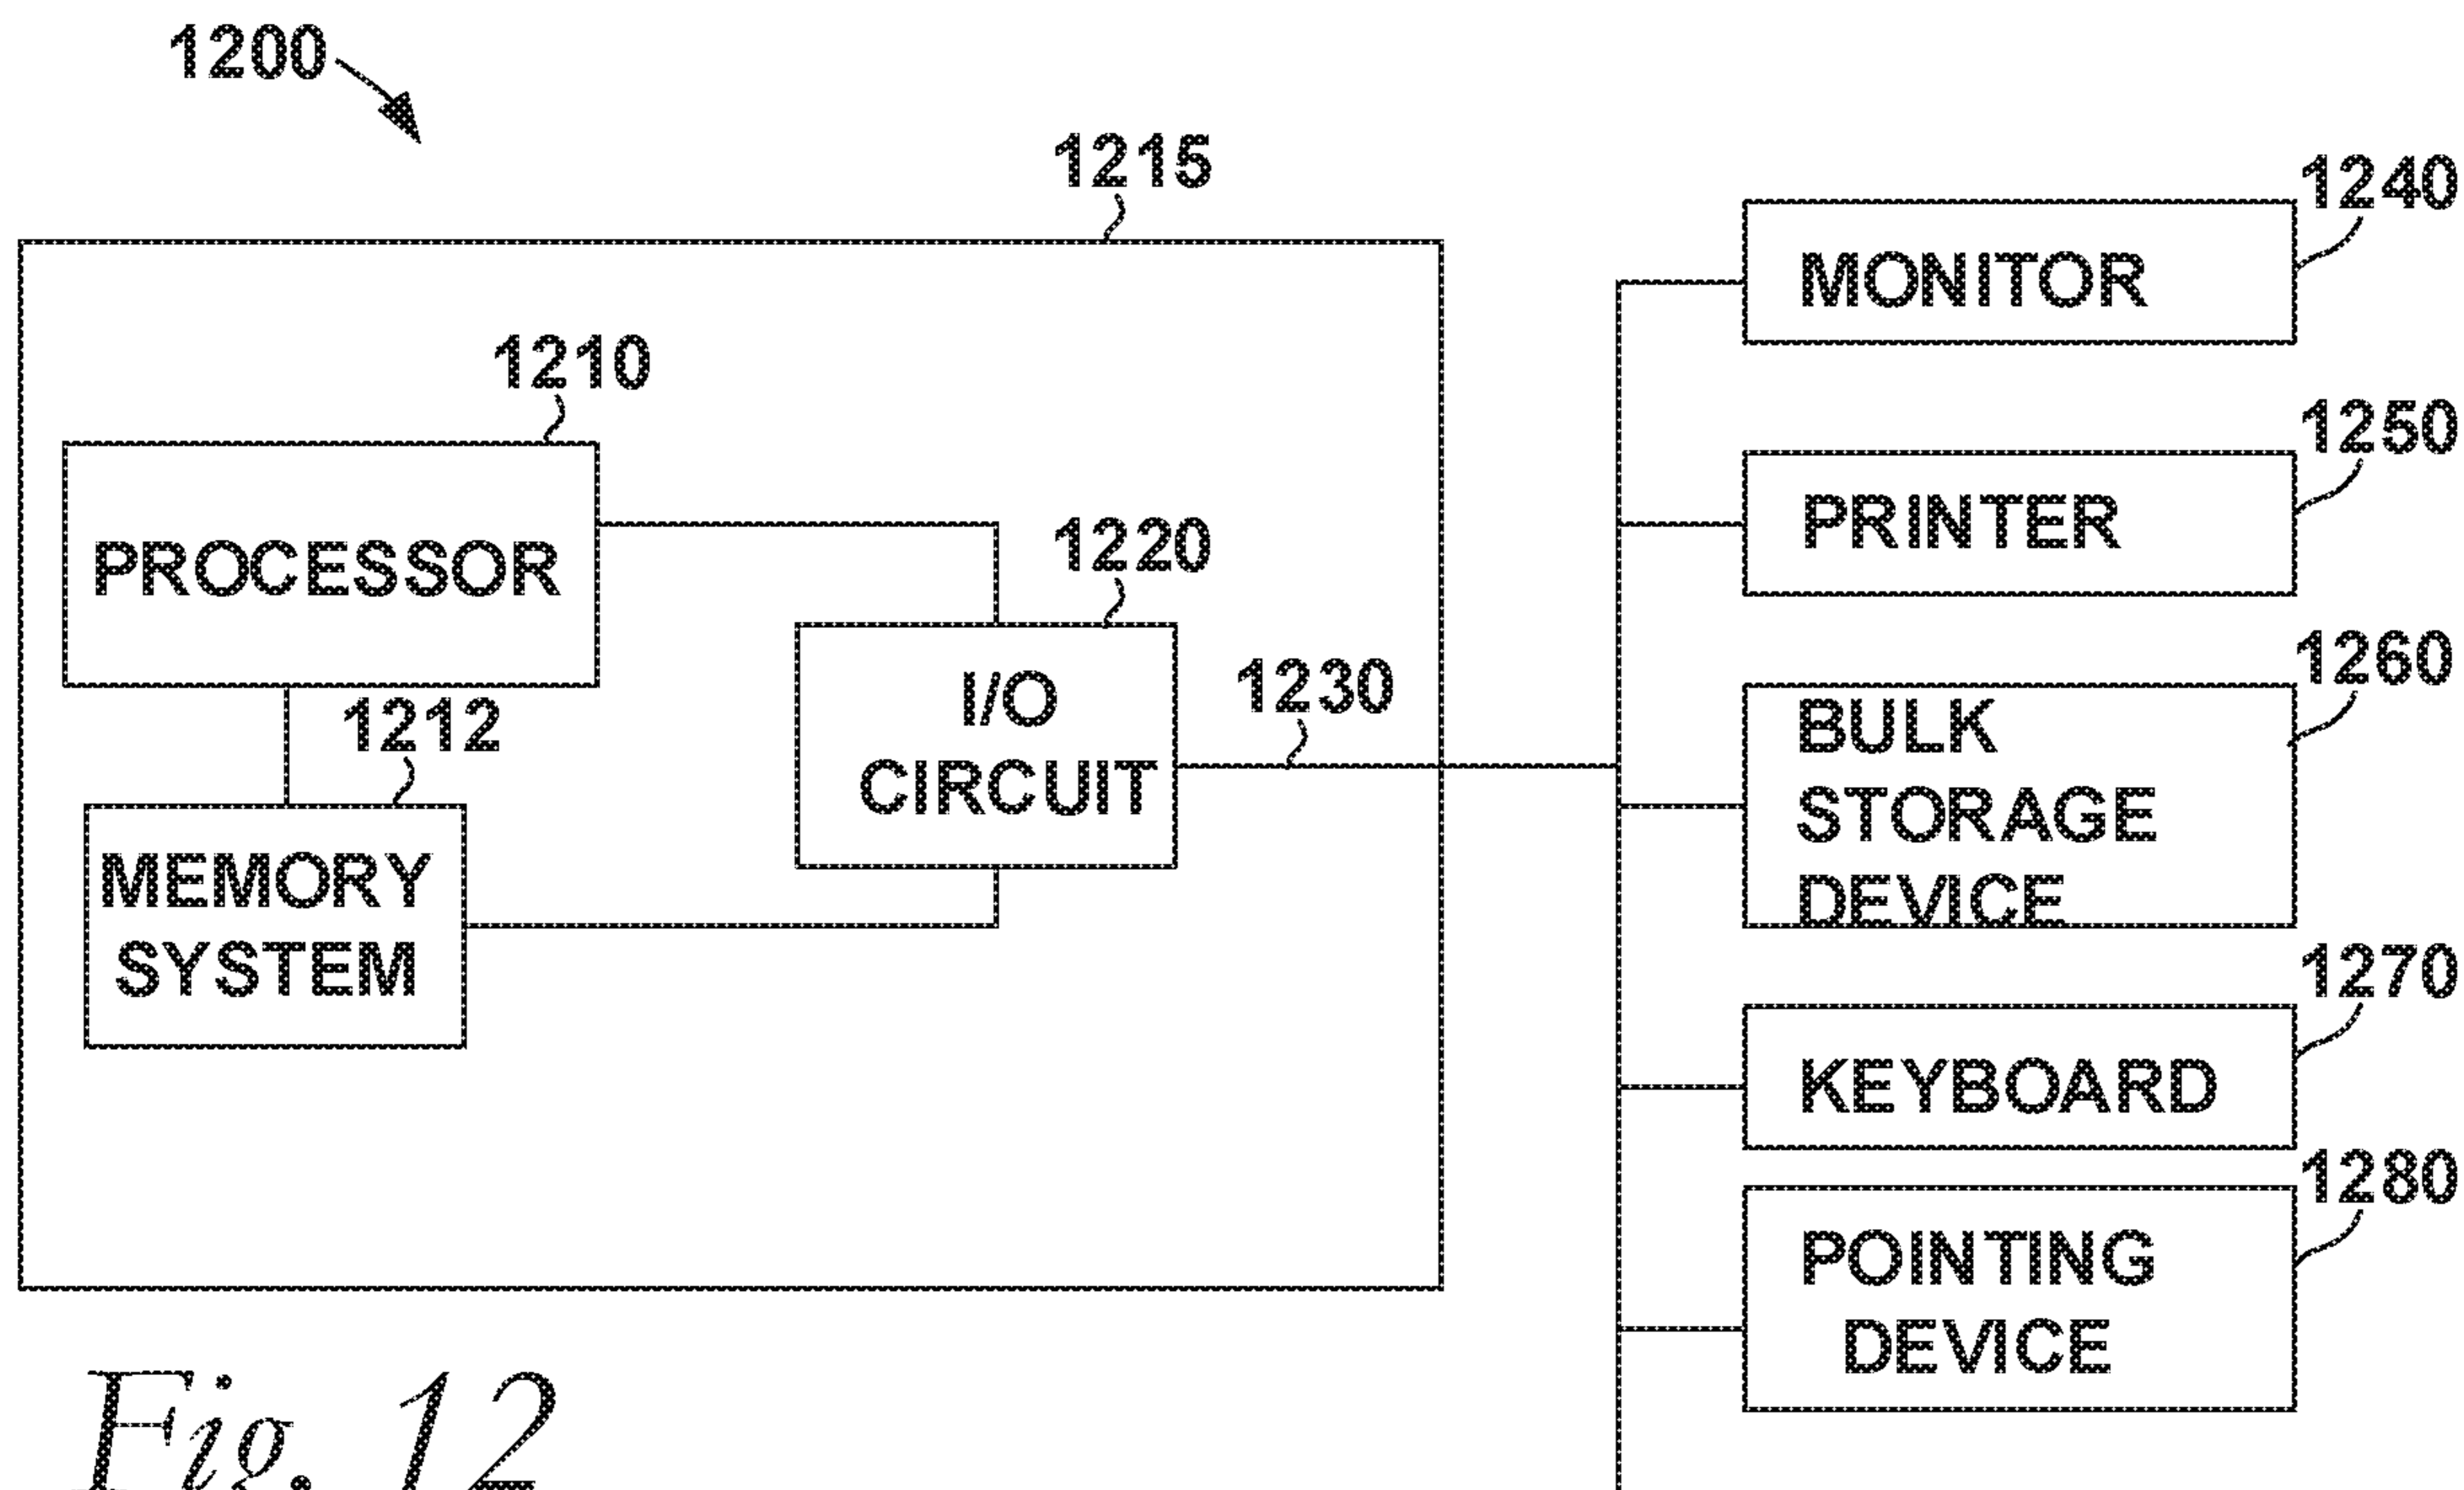 1200
1215
1240
MONITOR
1210
1250
PRINTER
PROCESSOR
1220
I/O
CIRCUIT
1230
1260
BULK
STORAGE
DEVICE
1212
MEMORY
SYSTEM
1270
KEYBOARD
1280
POINTING
DEVICE
Fig. 12